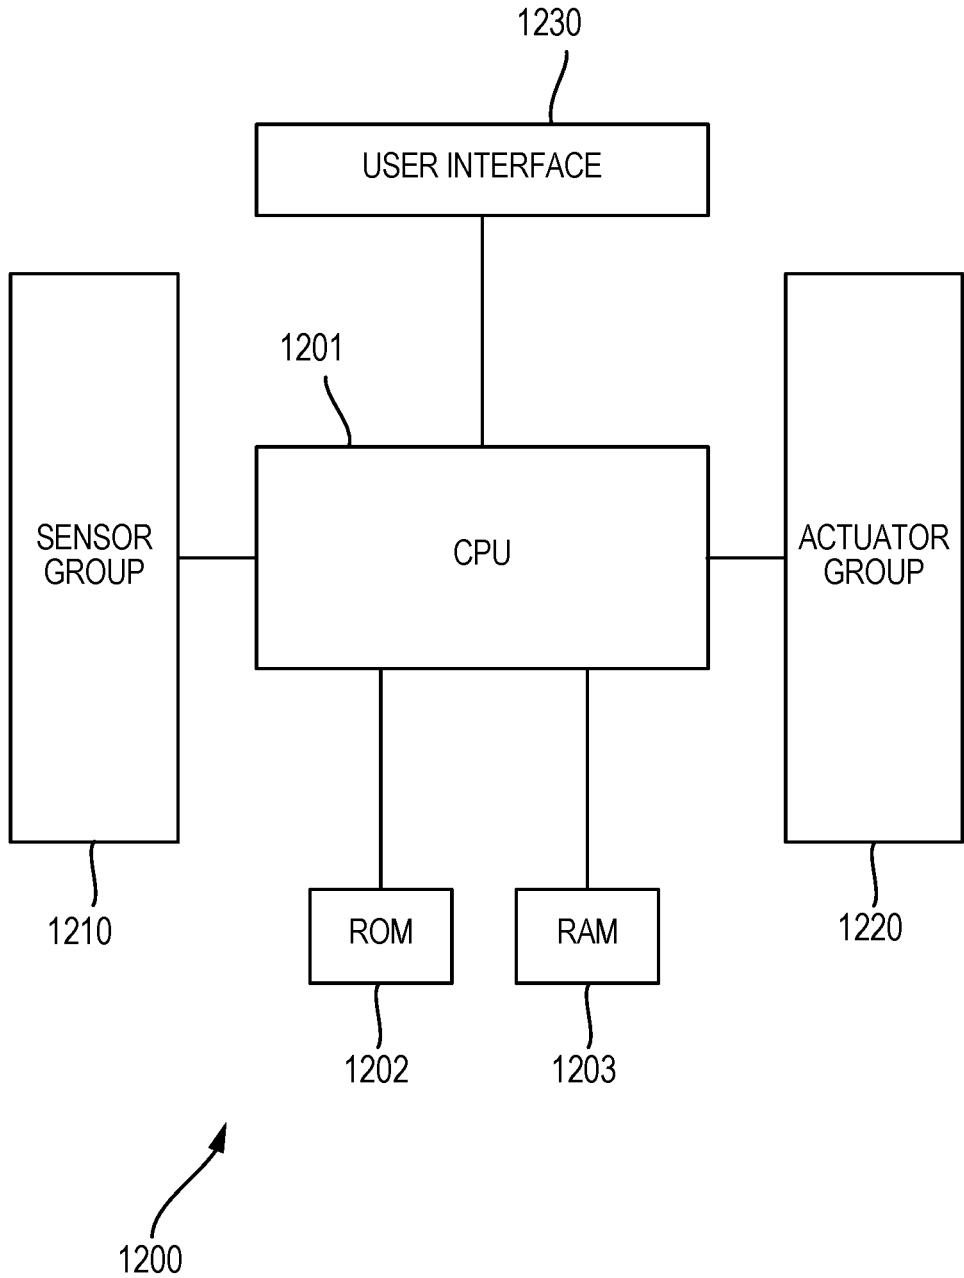 1230
USER INTERFACE
1201
SENSOR
GROUP
CPU
ACTUATOR
GROUP
1210
ROM
RAM
1220
1202
1203
1200